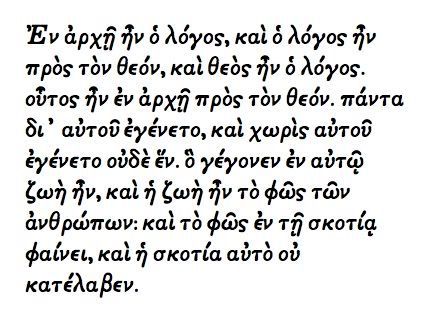 Ἐν ἀρχῇ ἦν ὁ λόγος, καὶ ὁ λόγος ἦν
πρὸς τὸν θεόν, καὶ θεὸς ἦν ὁ λόγος.
οὗτος ἦν ἐν ἀρχῇ πρὸς τὸν θεόν. πάντα
δι’ αὐτοῦ ἐγένετο, καὶ χωρὶς αὐτοῦ
ἐγένετο οὐδὲ ἕν. ὃ γέγονεν ἐν αὐτῷ
ζωὴ ἦν, καὶ ἡ ζωὴ ἦν τὸ φῶς τῶν
ἀνθρώπων: καὶ τὸ φῶς ἐν τῇ σκοτίᾳ
φαίνει, καὶ ἡ σκοτία αὐτὸ οὐ
κατέλαβεν.